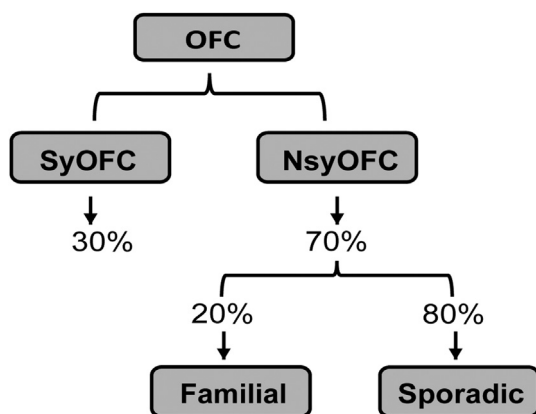 OFC
SyOFC NsyOFC
30% 70%
20% 80%
Familial Sporadic